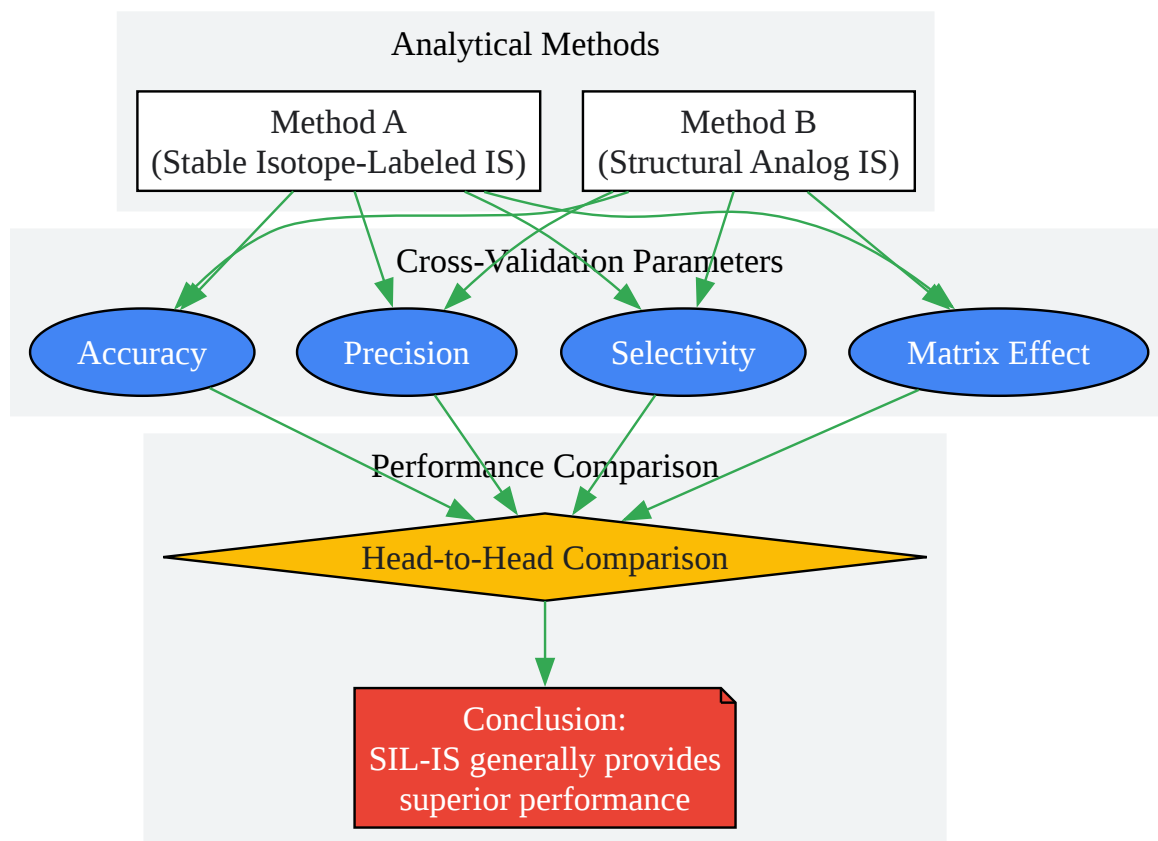 Analytical Methods
Method A
(Stable Isotope-Labeled IS)
Method B
(Structural Analog IS)
Cross-Validation Parameters
Accuracy
Precision
Selectivity
Matrix Effect
Performance Comparison
Head-to-Head Comparison
Conclusion:
SIL-IS generally provides
superior performance